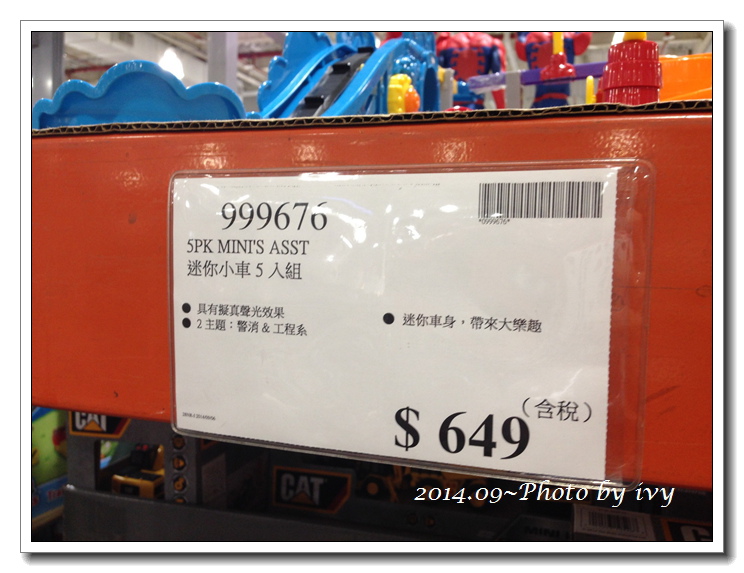 999676
*0999676*
5PK MINI'S ASST
迷你小車 5 入組
● 具有擬真聲光效果
● 2 主題：警消 & 工程系
● 迷你車身，帶來大樂趣
(含稅)
$ 649
CAT
CAT
2014.09~Photo by ivy